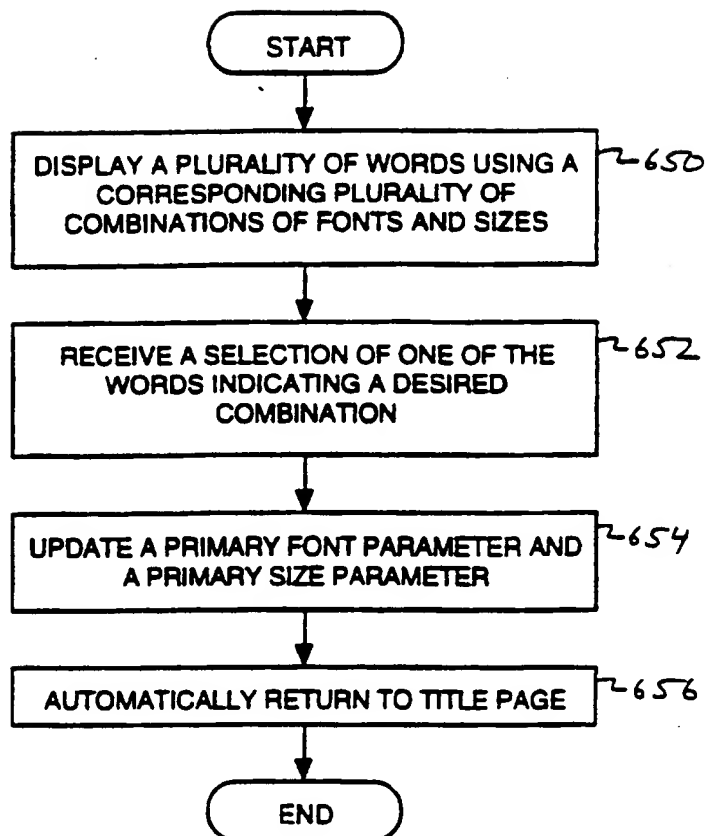 START
DISPLAY A PLURALITY OF WORDS USING A
CORRESPONDING PLURALITY OF
COMBINATIONS OF FONTS AND SIZES
650
RECEIVE A SELECTION OF ONE OF THE
WORDS INDICATING A DESIRED
COMBINATION
652
UPDATE A PRIMARY FONT PARAMETER AND
A PRIMARY SIZE PARAMETER
654
AUTOMATICALLY RETURN TO TITLE PAGE
656
END